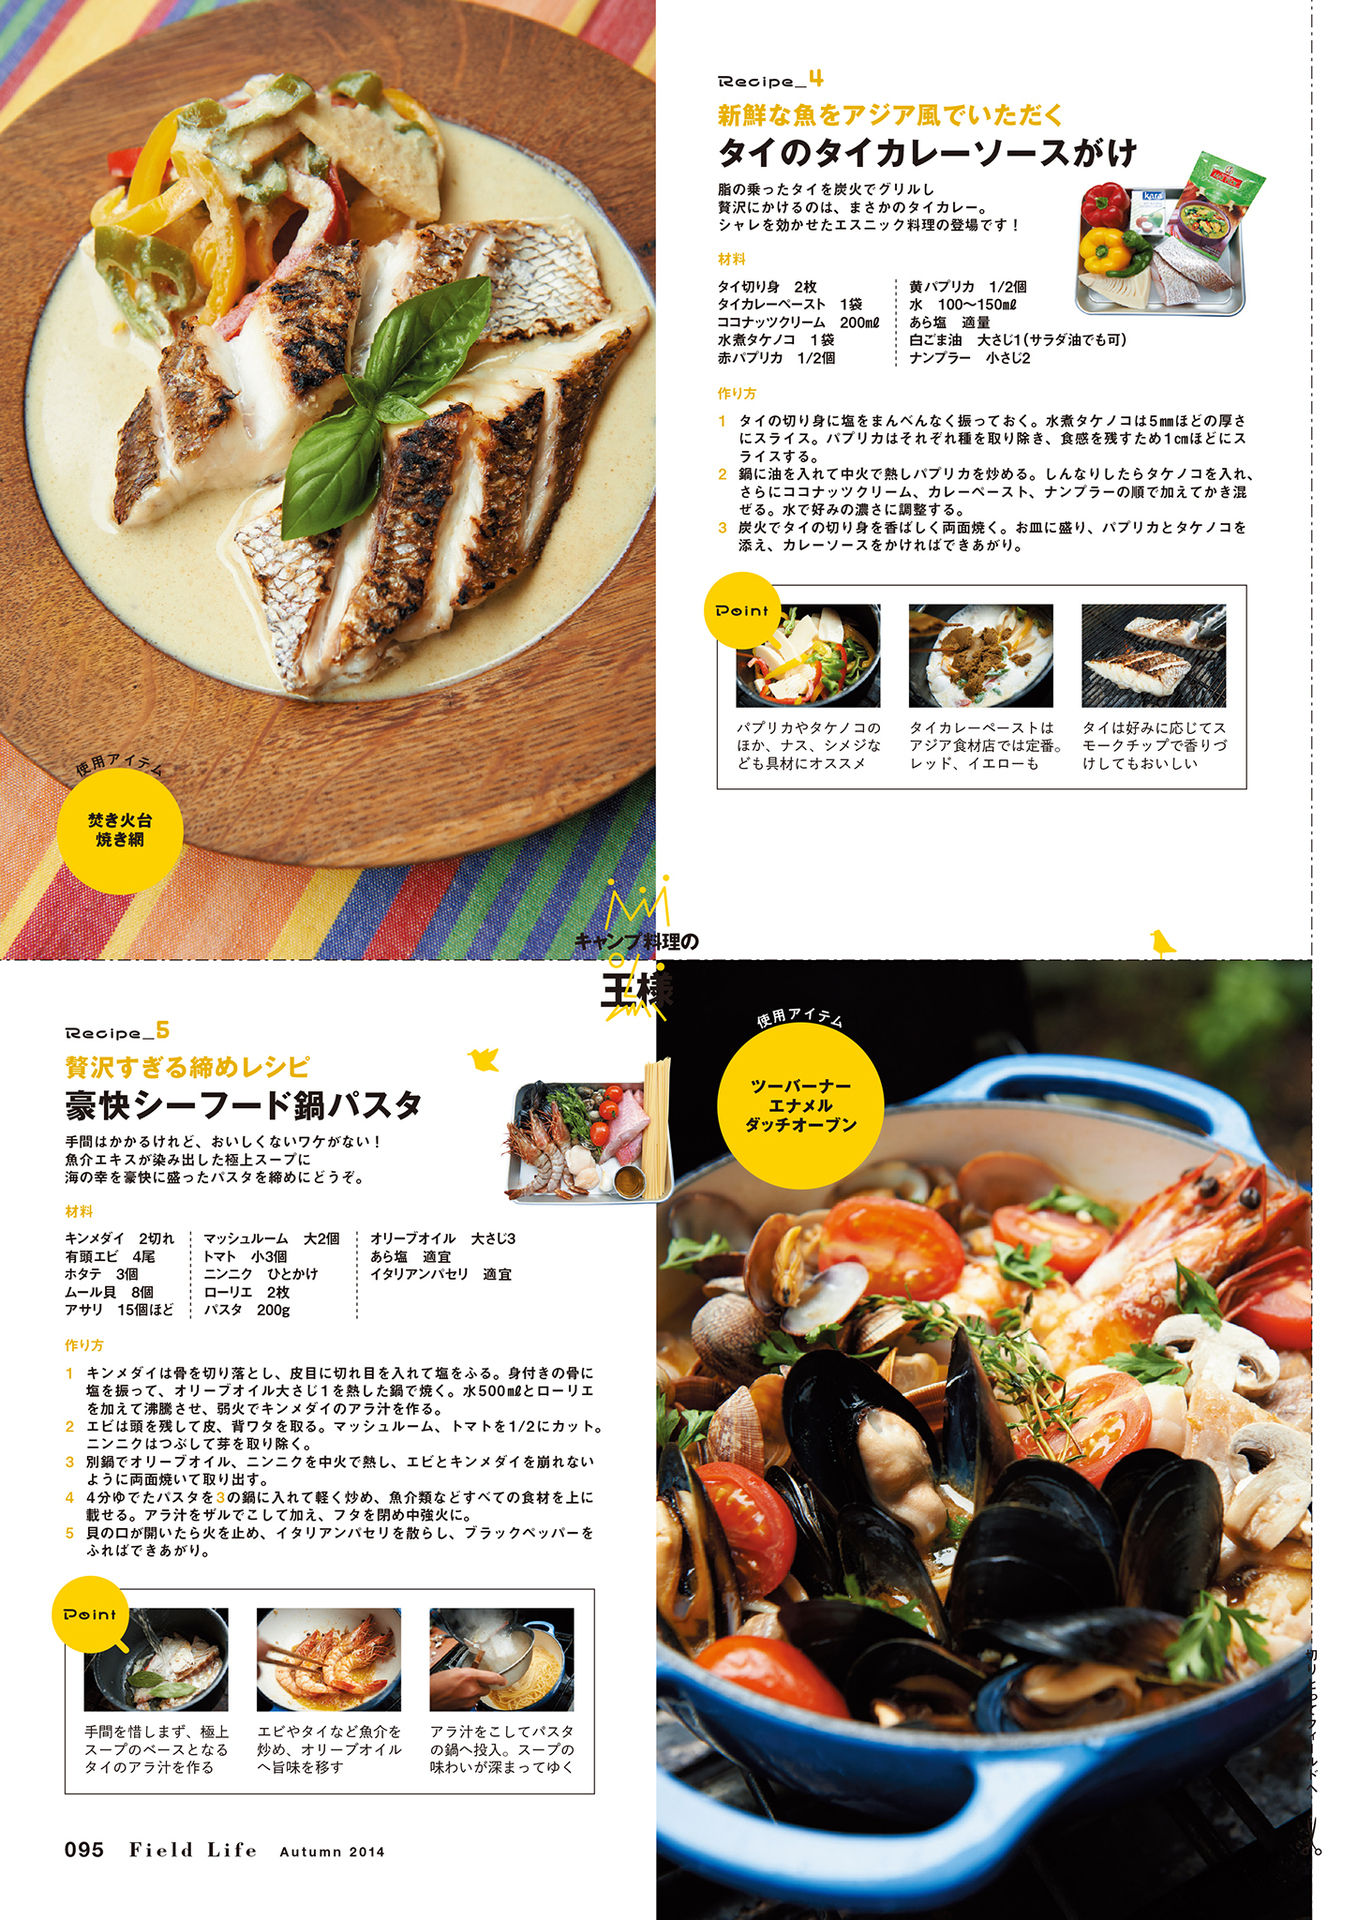 Recipe_4
新鮮な魚をアジア風でいただく
タイのタイカレーソースがけ
脂の乗ったタイを炭火でグリルし
贅沢にかけるのは、まさかのタイカレー。
シャレを効かせたエスニック料理の登場です！
材料
タイ切り身　2枚
タイカレーペースト　1袋
ココナッツクリーム　200㎖
水煮タケノコ　1袋
赤パプリカ　1/2個
黄パプリカ　1/2個
水　100〜150㎖
あら塩　適量
白ごま油　大さじ1(サラダ油でも可)
ナンプラー　小さじ2
作り方
1 タイの切り身に塩をまんべんなく振っておく。水煮タケノコは5㎜ほどの厚さ
にスライス。パプリカはそれぞれ種を取り除き、食感を残すため1㎝ほどにス
ライスする。
2 鍋に油を入れて中火で熱しパプリカを炒める。しんなりしたらタケノコを入れ、
さらにココナッツクリーム、カレーペースト、ナンプラーの順で加えてかき混
ぜる。水で好みの濃さに調整する。
3 炭火でタイの切り身を香ばしく両面焼く。お皿に盛り、パプリカとタケノコを
添え、カレーソースをかければできあがり。
Point
パプリカやタケノコの
ほか、ナス、シメジな
ども具材にオススメ
タイカレーペーストは
アジア食材店では定番。
レッド、イエローも
タイは好みに応じてス
モークチップで香りづ
けしてもおいしい
使用アイテム
焚き火台
焼き網
キャンプ料理の
王様
Recipe_5
贅沢すぎる締めレシピ
豪快シーフード鍋パスタ
手間はかかるけれど、おいしくないワケがない！
魚介エキスが染み出した極上スープに
海の幸を豪快に盛ったパスタを締めにどうぞ。
材料
キンメダイ　2切れ
有頭エビ　4尾
ホタテ　3個
ムール貝　8個
アサリ　15個ほど
マッシュルーム　大2個
トマト　小3個
ニンニク　ひとかけ
ローリエ　2枚
パスタ　200g
オリーブオイル　大さじ3
あら塩　適宜
イタリアンパセリ　適宜
作り方
1 キンメダイは骨を切り落とし、皮目に切れ目を入れて塩をふる。身付きの骨に
塩を振って、オリーブオイル大さじ1を熱した鍋で焼く。水500㎖とローリエ
を加えて沸騰させ、弱火でキンメダイのアラ汁を作る。
2 エビは頭を残して皮、背ワタを取る。マッシュルーム、トマトを1/2にカット。
ニンニクはつぶして芽を取り除く。
3 別鍋でオリーブオイル、ニンニクを中火で熱し、エビとキンメダイを崩れない
ように両面焼いて取り出す。
4 4分ゆでたパスタを3の鍋に入れて軽く炒め、魚介類などすべての食材を上に
載せる。アラ汁をザルでこして加え、フタを閉め中強火に。
5 貝の口が開いたら火を止め、イタリアンパセリを散らし、ブラックペッパーを
ふればできあがり。
Point
手間を惜しまず、極上
スープのベースとなる
タイのアラ汁を作る
エビやタイなど魚介を
炒め、オリーブオイル
へ旨味を移す
アラ汁をこしてパスタ
の鍋へ投入。スープの
味わいが深まってゆく
使用アイテム
ツーバーナー
エナメル
ダッチオーブン
095 Field Life Autumn 2014